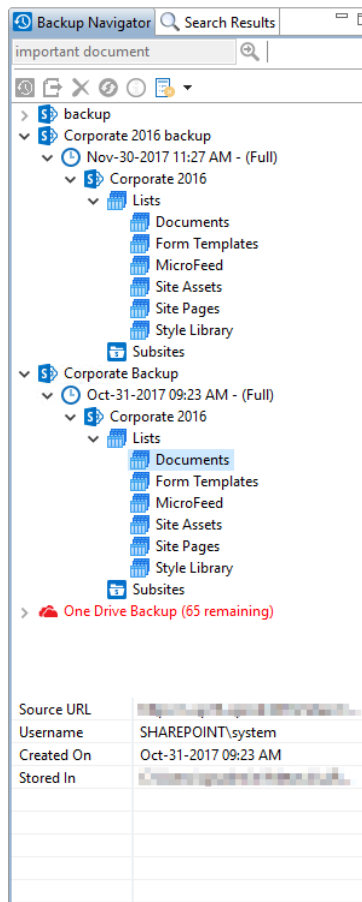 Backup Navigator Search Results
important document
backup
Corporate 2016 backup
Nov-30-2017 11:27 AM - (Full)
Corporate 2016
Lists
Documents
Form Templates
MicroFeed
Site Assets
Site Pages
Style Library
Subsites
Corporate Backup
Oct-31-2017 09:23 AM - (Full)
Corporate 2016
Lists
Documents
Form Templates
MicroFeed
Site Assets
Site Pages
Style Library
Subsites
One Drive Backup (65 remaining)
Source URL
Username SHAREPOINT\system
Created On Oct-31-2017 09:23 AM
Stored In